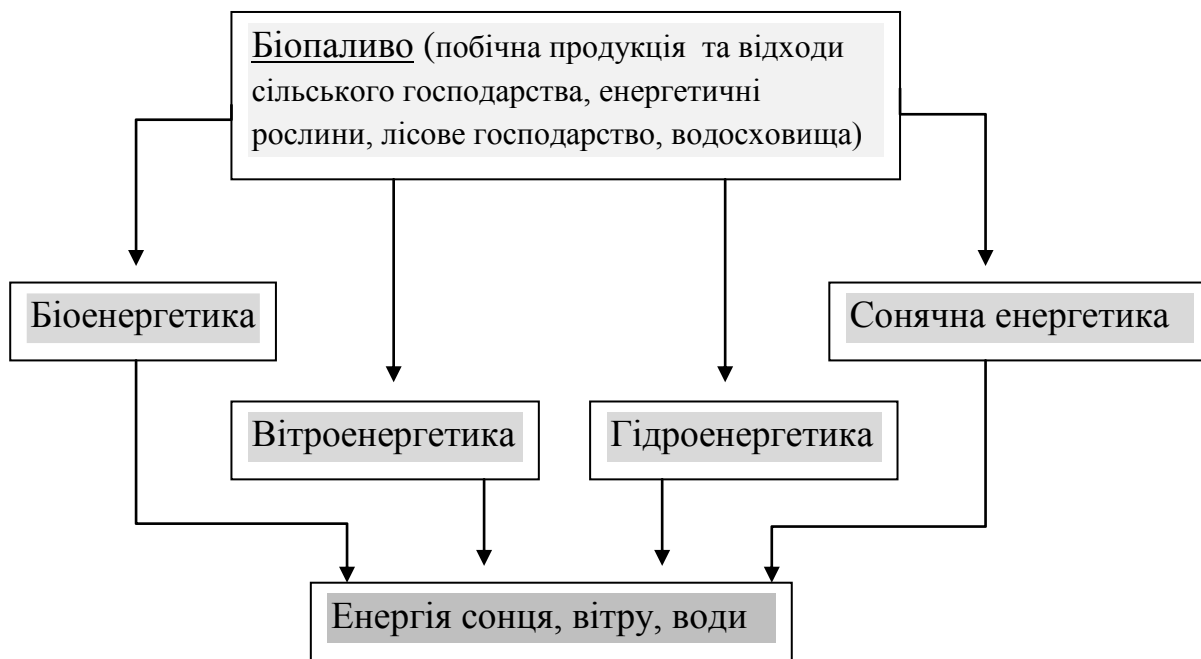 Біопаливо (побічна продукція та відходи
сільського господарства, енергетичні
рослини, лісове господарство, водосховища)
Біоенергетика
Сонячна енергетика
Вітроенергетика
Гідроенергетика
Енергія сонця, вітру, води